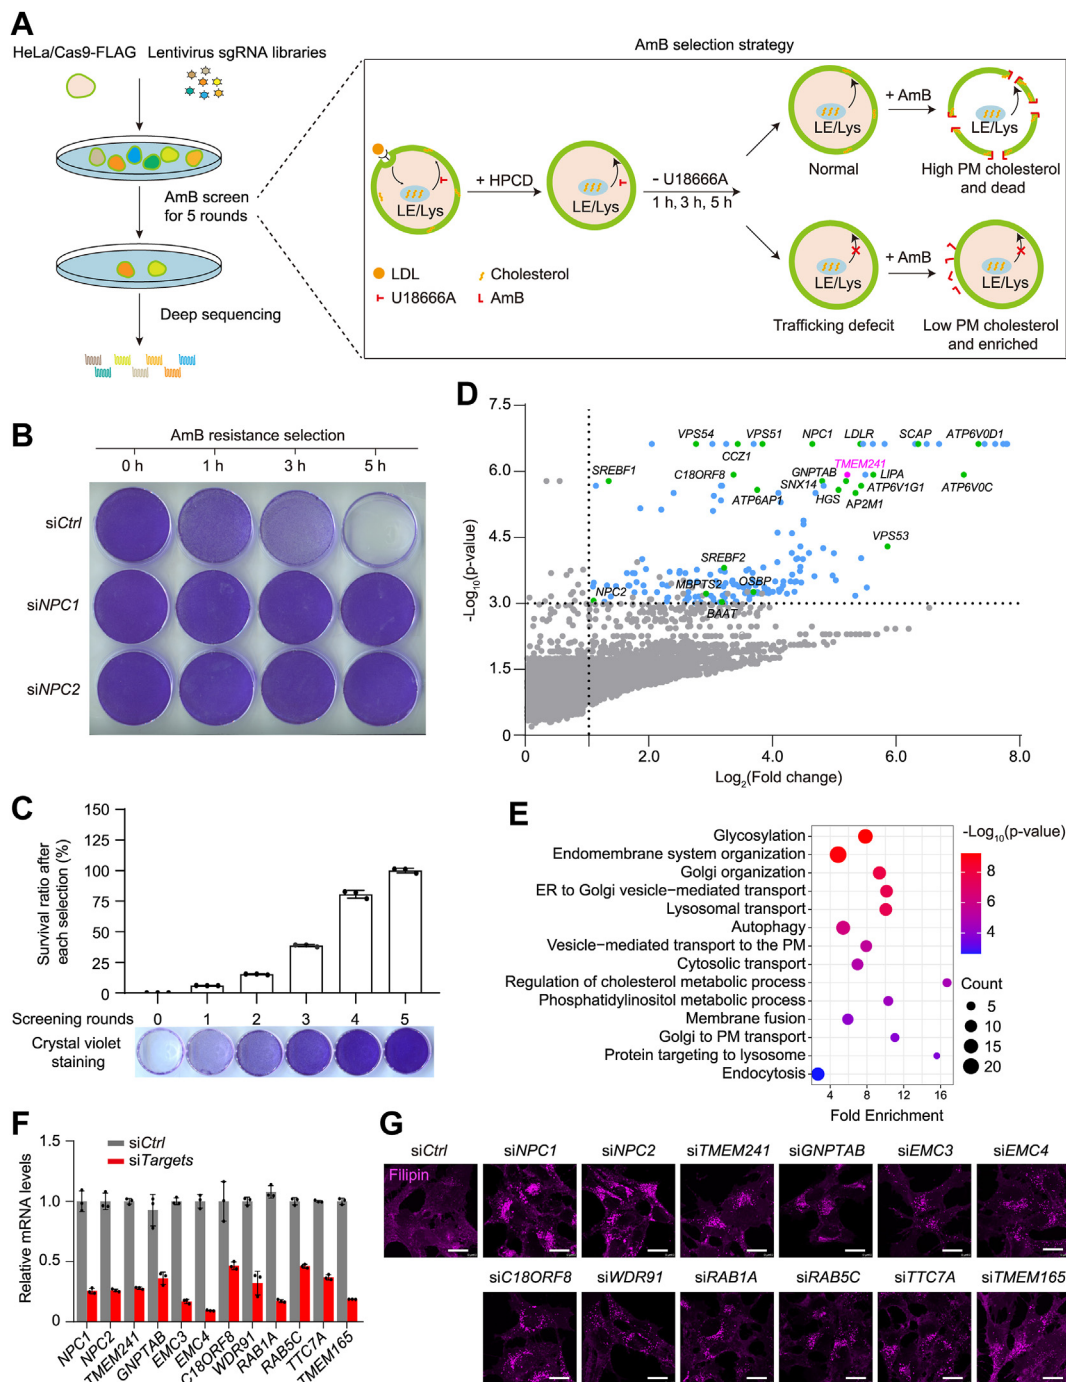 A
HeLa/Cas9-FLAG
Lentivirus sgRNA libraries
AmB screen
for 5 rounds
Deep sequencing
AmB selection strategy
LE/Lys
+ HPCD
LE/Lys
- U18666A
1 h, 3 h, 5 h
LE/Lys
Normal
+ AmB
LE/Lys
High PM cholesterol
and dead
LE/Lys
Trafficking defecit
+ AmB
LE/Lys
Low PM cholesterol
and enriched
LDL
Cholesterol
U18666A
AmB
B
AmB resistance selection
0 h 1 h 3 h 5 h
siCtrl
siNPC1
siNPC2
C
Survival ratio after
each selection (%)
150
125
75
50
25
0
Screening rounds 0 1 2 3 4 5
Crystal violet
staining
D
-Log10(p-value)
7.5
6.0
4.5
3.0
1.5
0
0 2.0 4.0 6.0 8.0
Log2(Fold change)
VPS54
VPS51
NPC1
LDLR
SCAP
ATP6V0D1
CCZ1
TMEM241
SREBF1
C18ORF8
GNPTAB
LIPA
SNX14
ATP6V1G1
ATP6V0C
ATP6AP1
HGS
AP2M1
VPS53
SREBF2
MBPTS2
OSBP
NPC2
BAAT
E
Glycosylation
Endomembrane system organization
Golgi organization
ER to Golgi vesicle-mediated transport
Lysosomal transport
Autophagy
Vesicle-mediated transport to the PM
Cytosolic transport
Regulation of cholesterol metabolic process
Phosphatidylinositol metabolic process
Membrane fusion
Golgi to PM transport
Protein targeting to lysosome
Endocytosis
4 8 12 16
Fold Enrichment
-Log10(p-value)
8
6
4
Count
5
10
15
20
F
siCtrl
siTargets
Relative mRNA levels
1.5
1.0
0.5
0
NPC1
NPC2
TMEM241
GNPTAB
EMC3
EMC4
C18ORF8
WDR91
RAB1A
RAB5C
TTC7A
TMEM165
G
siCtrl siNPC1 siNPC2 siTMEM241 siGNPTAB siEMC3 siEMC4
Filipin
siC18ORF8 siWDR91 siRAB1A siRAB5C siTTC7A siTMEM165